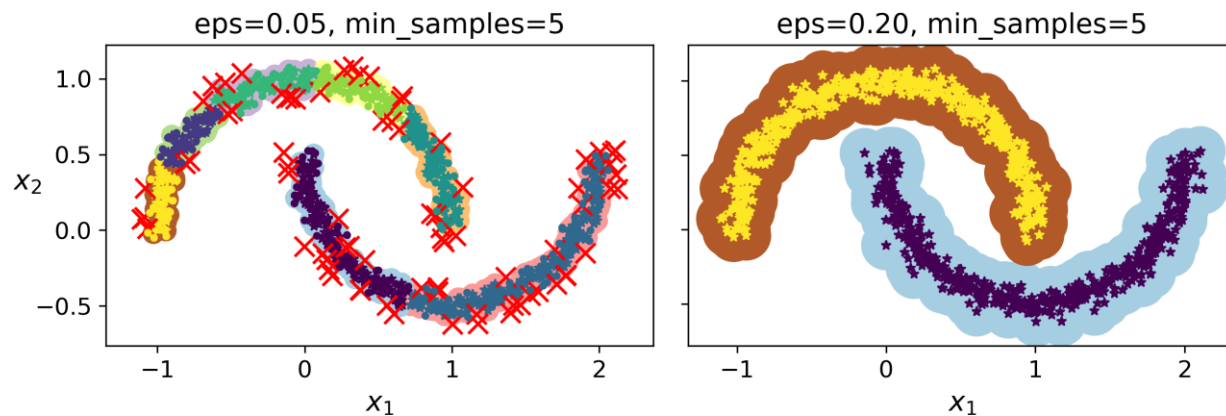 eps=0.05, min_samples=5
eps=0.20, min_samples=5
1.0
0.5
0.0
−0.5
x₂
−1 0 1 2
−1 0 1 2
x₁
x₁